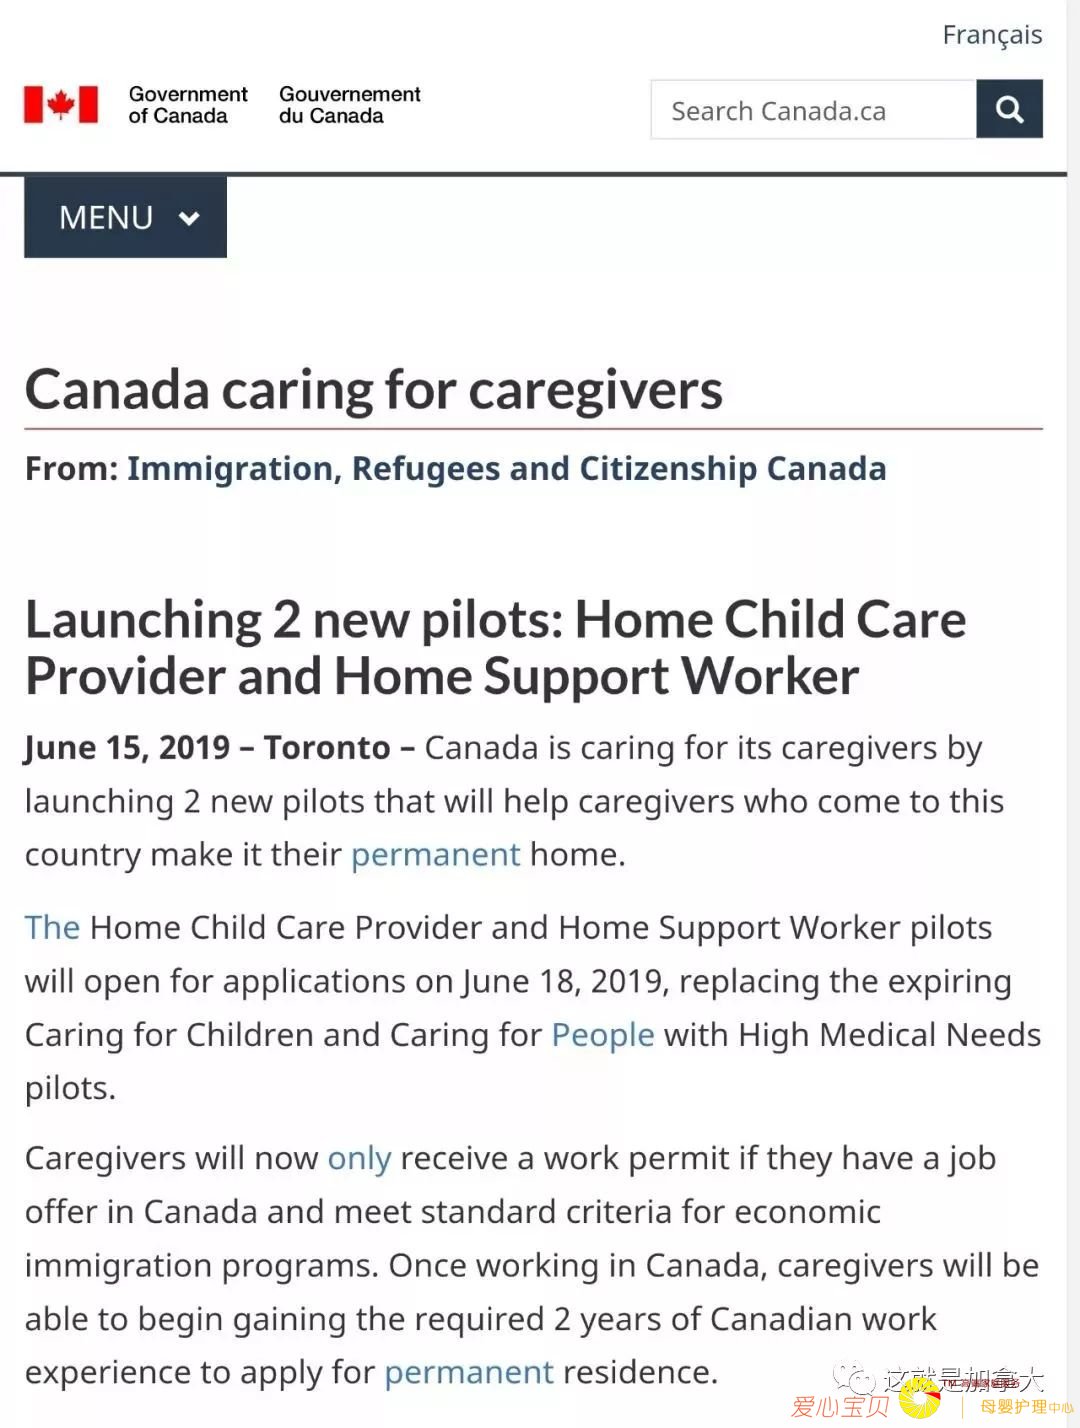 Français
Government
of Canada
Gouvernement
du Canada
Search Canada.ca
MENU
Canada caring for caregivers
From: Immigration, Refugees and Citizenship Canada
Launching 2 new pilots: Home Child Care
Provider and Home Support Worker
June 15, 2019 – Toronto – Canada is caring for its caregivers by
launching 2 new pilots that will help caregivers who come to this
country make it their permanent home.
The Home Child Care Provider and Home Support Worker pilots
will open for applications on June 18, 2019, replacing the expiring
Caring for Children and Caring for People with High Medical Needs
pilots.
Caregivers will now only receive a work permit if they have a job
offer in Canada and meet standard criteria for economic
immigration programs. Once working in Canada, caregivers will be
able to begin gaining the required 2 years of Canadian work
experience to apply for permanent residence.
这就是加拿大
爱心宝贝
母婴护理中心